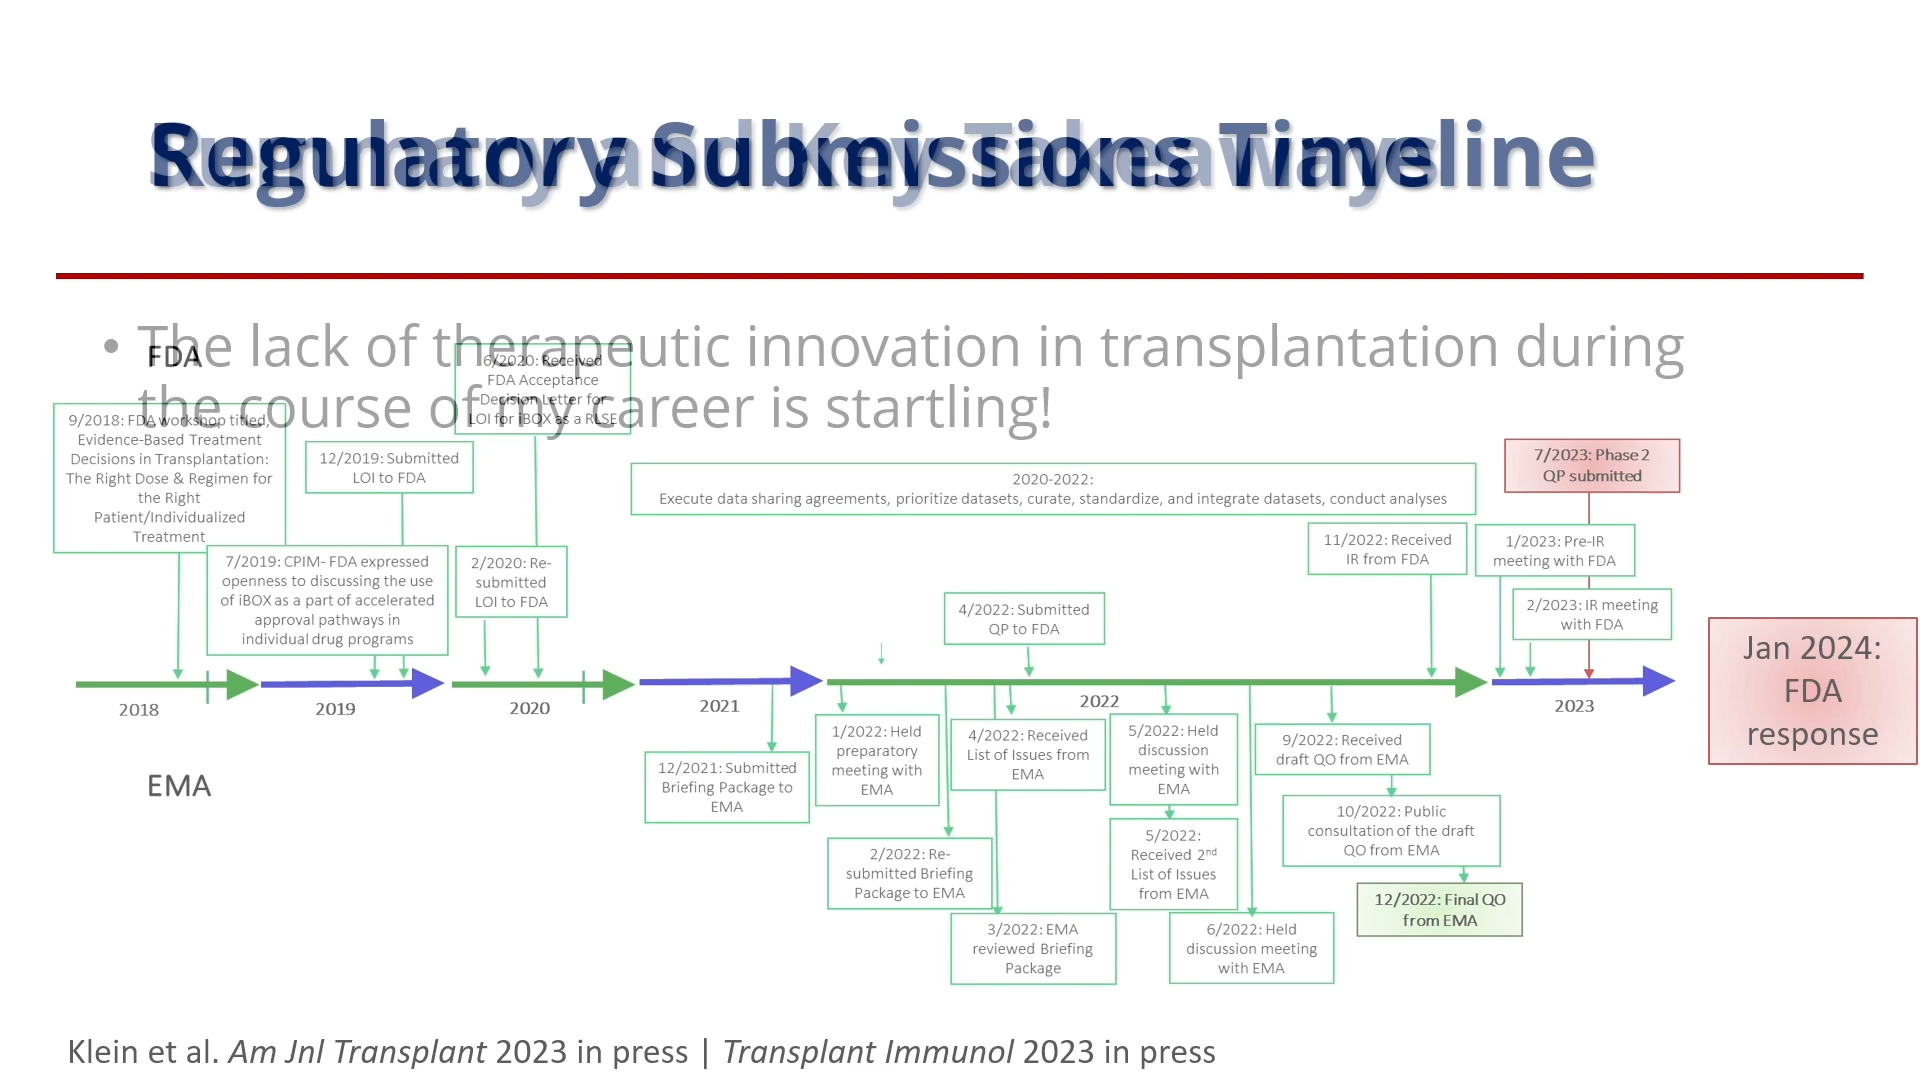 Regulatory Submissions Timeline
Summary and Key Takeaways
• The lack of therapeutic innovation in transplantation during
the course of my career is startling!
FDA
9/2018: FDA workshop titled,
Evidence-Based Treatment
Decisions in Transplantation:
The Right Dose & Regimen for
the Right
Patient/Individualized
Treatment
7/2019: CPIM- FDA expressed
openness to discussing the use
of iBOX as a part of accelerated
approval pathways in
individual drug programs
12/2019: Submitted
LOI to FDA
6/2020: Received
FDA Acceptance
Decision Letter for
LOI for iBOX as a RLSE
2/2020: Re-
submitted
LOI to FDA
2020-2022:
Execute data sharing agreements, prioritize datasets, curate, standardize, and integrate datasets, conduct analyses
4/2022: Submitted
QP to FDA
11/2022: Received
IR from FDA
7/2023: Phase 2
QP submitted
1/2023: Pre-IR
meeting with FDA
2/2023: IR meeting
with FDA
Jan 2024:
FDA
response
2018
2019
2020
2021
2022
2023
EMA
12/2021: Submitted
Briefing Package to
EMA
1/2022: Held
preparatory
meeting with
EMA
2/2022: Re-
submitted Briefing
Package to EMA
4/2022: Received
List of Issues from
EMA
3/2022: EMA
reviewed Briefing
Package
5/2022: Held
discussion
meeting with
EMA
5/2022:
Received 2nd
List of Issues
from EMA
6/2022: Held
discussion meeting
with EMA
9/2022: Received
draft QO from EMA
10/2022: Public
consultation of the draft
QO from EMA
12/2022: Final QO
from EMA
Klein et al. Am Jnl Transplant 2023 in press | Transplant Immunol 2023 in press